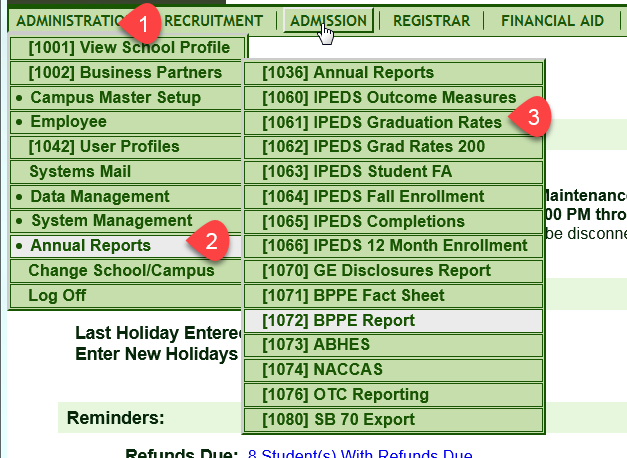 ADMINISTRATIO 1 RECRUITMENT ADMISSION REGISTRAR FINANCIAL AID
[1001] View School Profile
[1002] Business Partners
• Campus Master Setup
• Employee
[1042] User Profiles
Systems Mail
• Data Management
• System Management
• Annual Reports 2
Change School/Campus
Log Off
[1036] Annual Reports
[1060] IPEDS Outcome Measures
[1061] IPEDS Graduation Rates 3
[1062] IPEDS Grad Rates 200
[1063] IPEDS Student FA
[1064] IPEDS Fall Enrollment
[1065] IPEDS Completions
[1066] IPEDS 12 Month Enrollment
[1070] GE Disclosures Report
[1071] BPPE Fact Sheet
[1072] BPPE Report
[1073] ABHES
[1074] NACCAS
[1076] OTC Reporting
[1080] SB 70 Export
Maintenanc
00 PM thro
be disconne
Last Holiday Entered
Enter New Holidays
Reminders:
Refunds Due: 8 Student(s) With Refunds Due